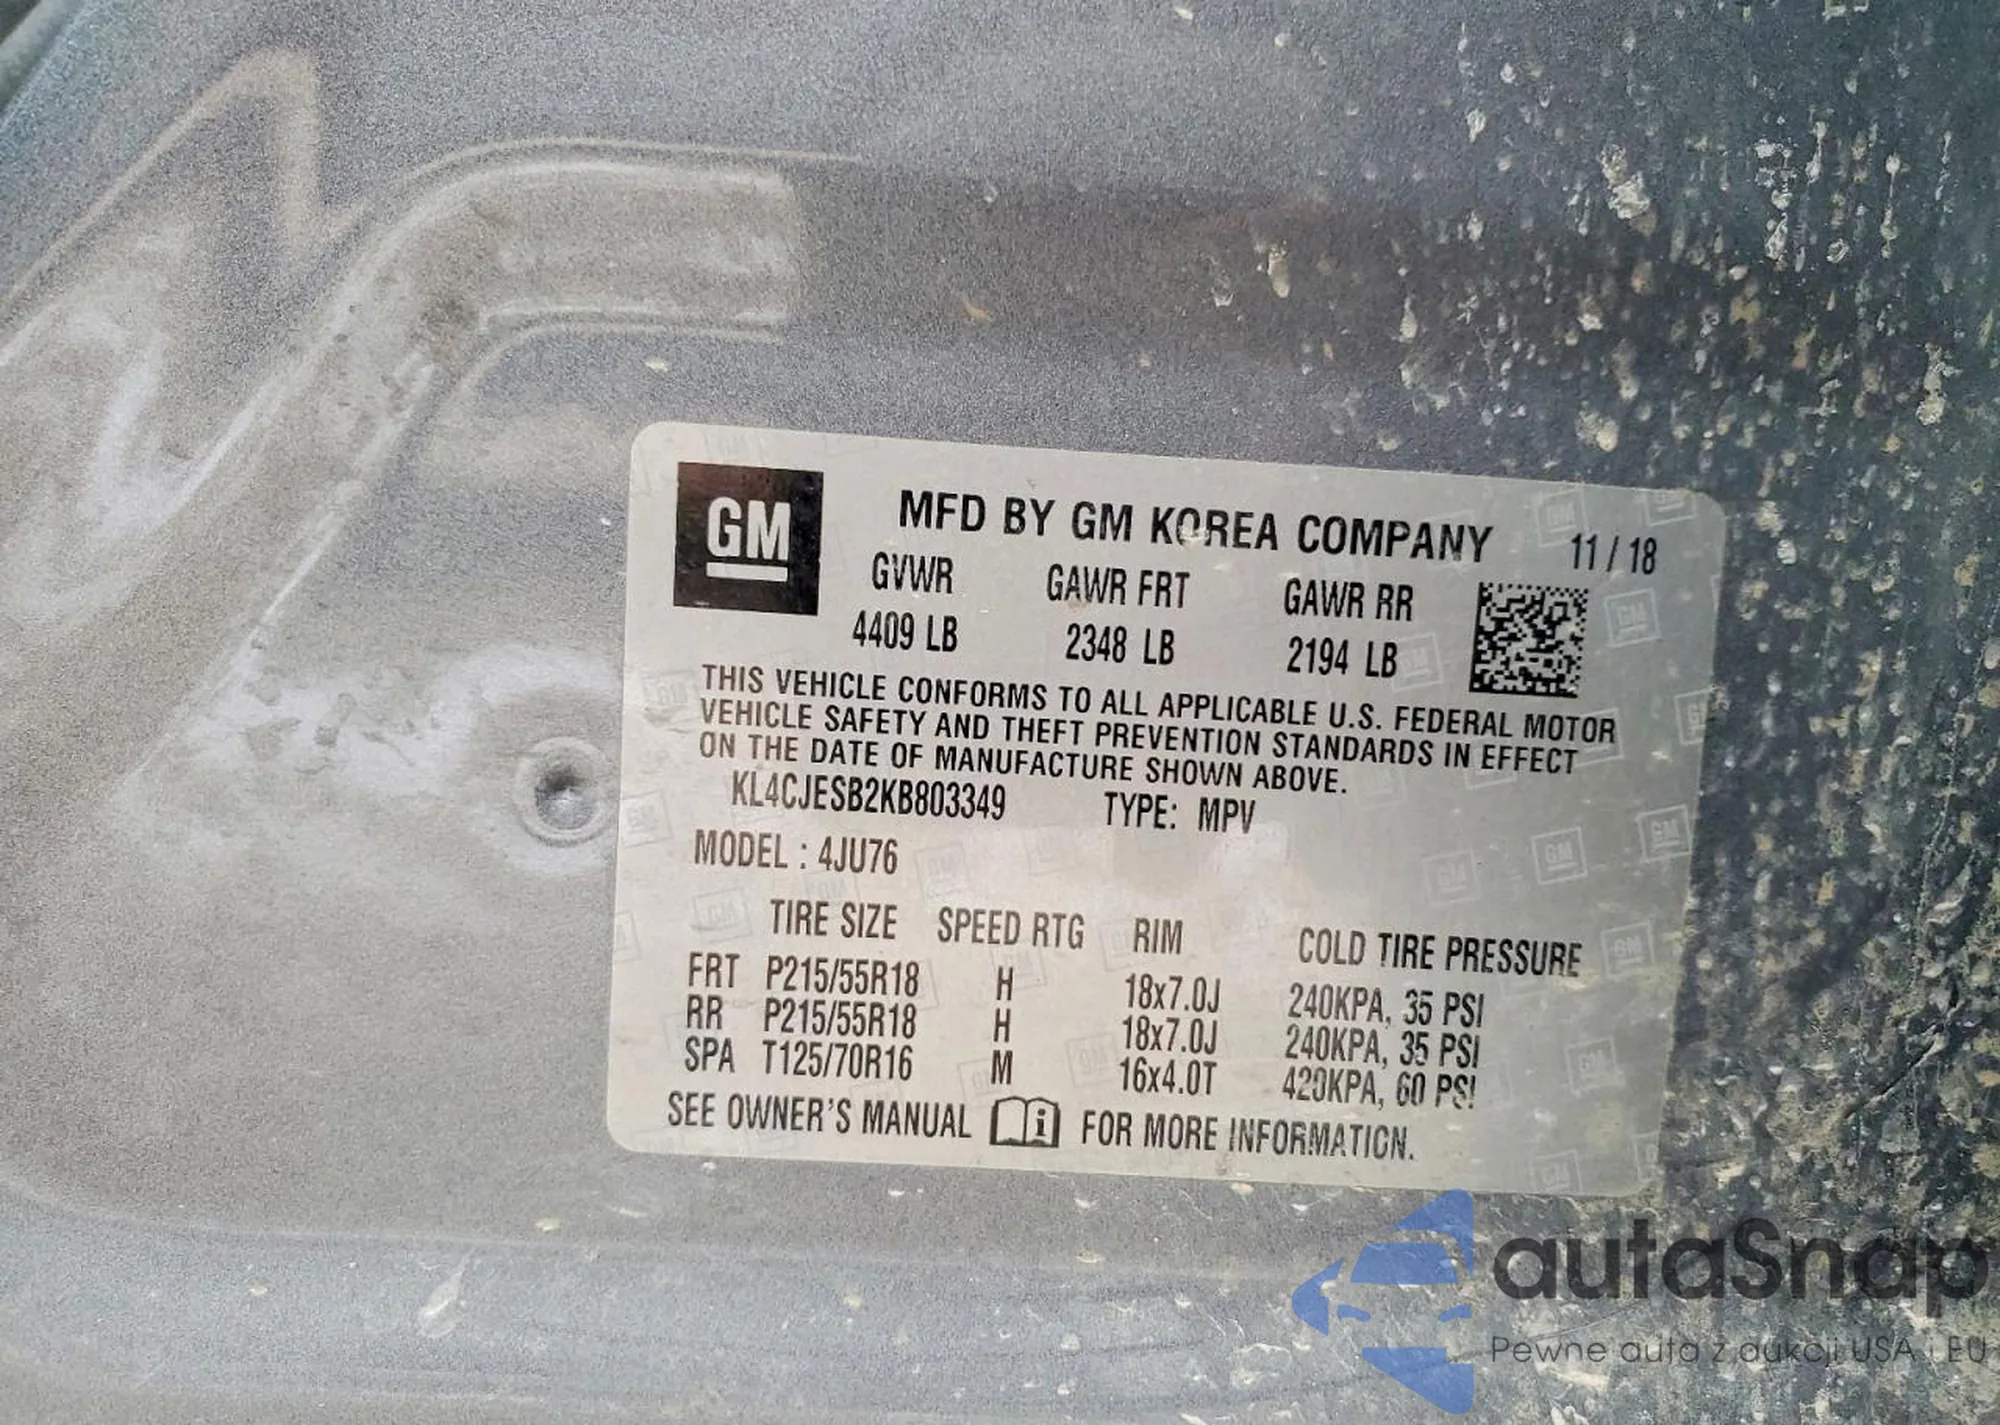 GM
MFD BY GM KOREA COMPANY 11 / 18
GVWR GAWR FRT GAWR RR
4409 LB 2348 LB 2194 LB
THIS VEHICLE CONFORMS TO ALL APPLICABLE U.S. FEDERAL MOTOR
VEHICLE SAFETY AND THEFT PREVENTION STANDARDS IN EFFECT
ON THE DATE OF MANUFACTURE SHOWN ABOVE.
KL4CJESB2KB803349 TYPE: MPV
MODEL : 4JU76
TIRE SIZE SPEED RTG RIM COLD TIRE PRESSURE
FRT P215/55R18 H 18x7.0J 240KPA, 35 PSI
RR P215/55R18 H 18x7.0J 240KPA, 35 PSI
SPA T125/70R16 M 16x4.0T 420KPA, 60 PSI
SEE OWNER'S MANUAL i FOR MORE INFORMATION.
autaSnap
Pewne auta z aukcji USA i EU